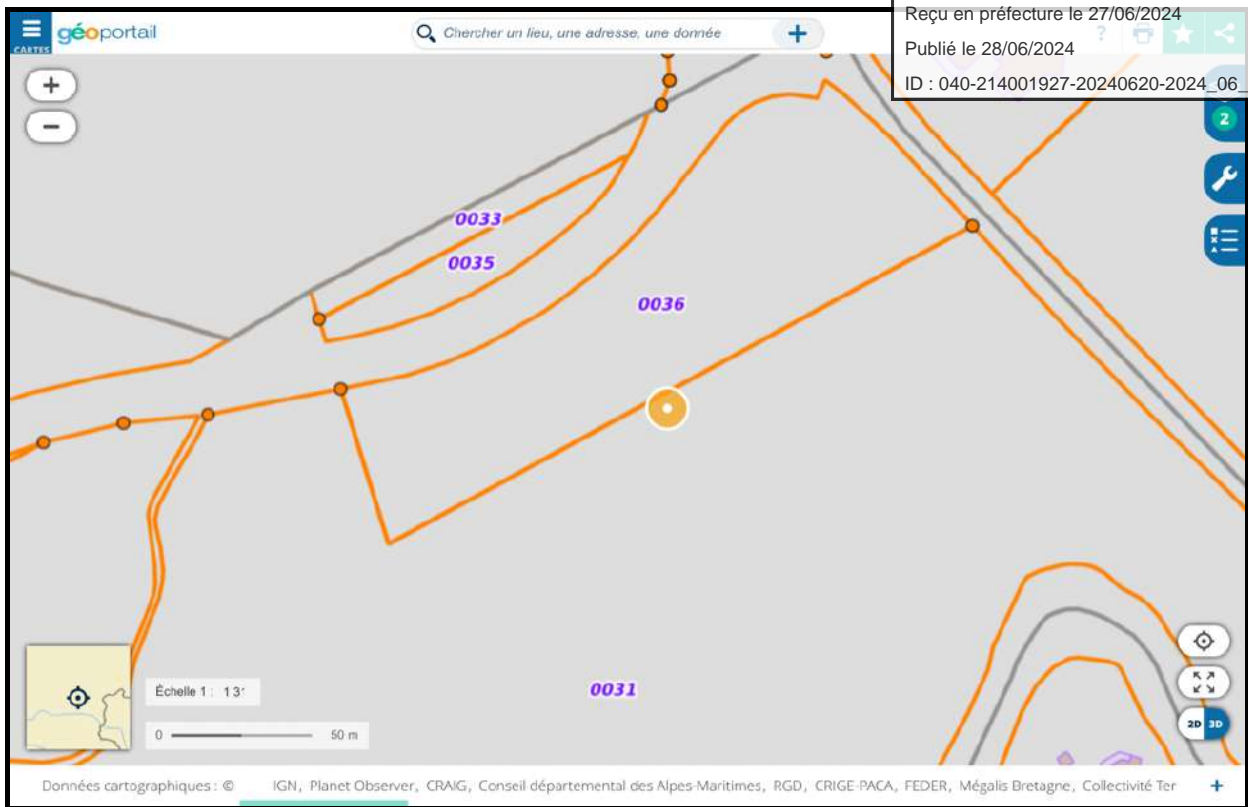 Reçu en préfecture le 27/06/2024
Publié le 28/06/2024
ID : 040-214001927-20240620-2024_06_
CARTES
géoportail
Chercher un lieu, une adresse, une donnée
?
2
0033
0035
0036
0031
Échelle 1 :
0 50 m
2D 3D
Données cartographiques : © IGN, Planet Observer, CRAIG, Conseil départemental des Alpes-Maritimes, RGD, CRIGE-PACA, FEDER, Mégalis Bretagne, Collectivité Ter